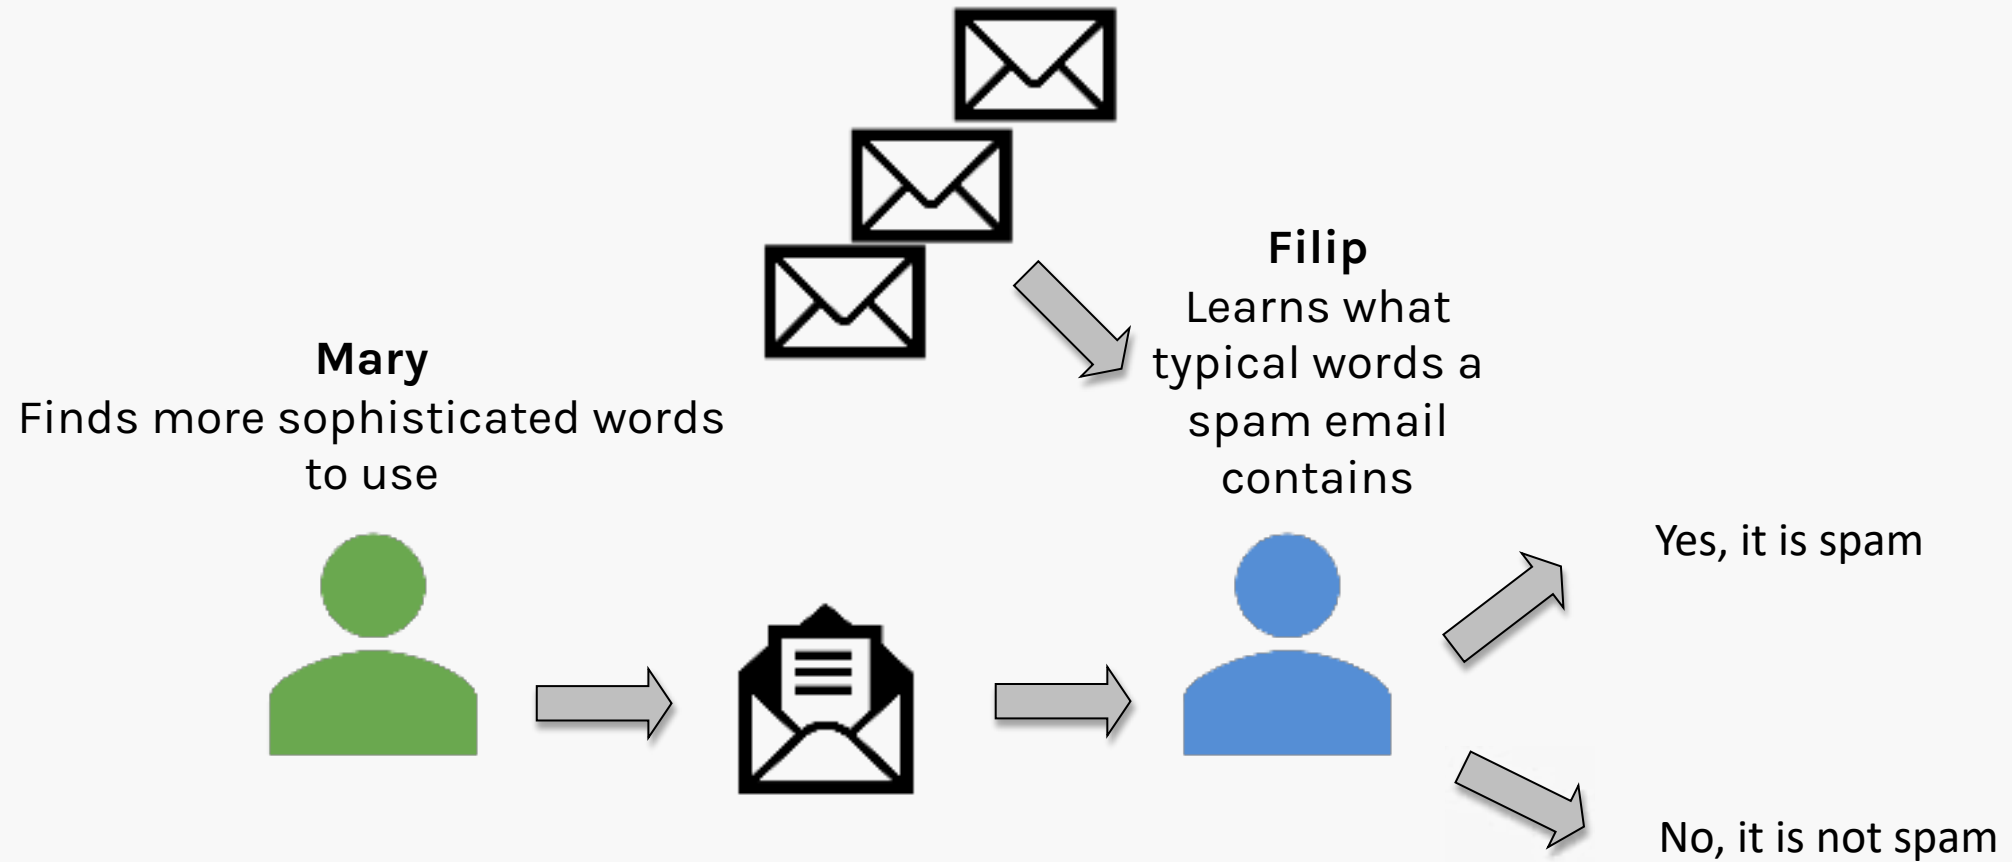 Filip
Learns what
typical words a
spam email
contains
Mary
Finds more sophisticated words
to use
Yes, it is spam
No, it is not spam